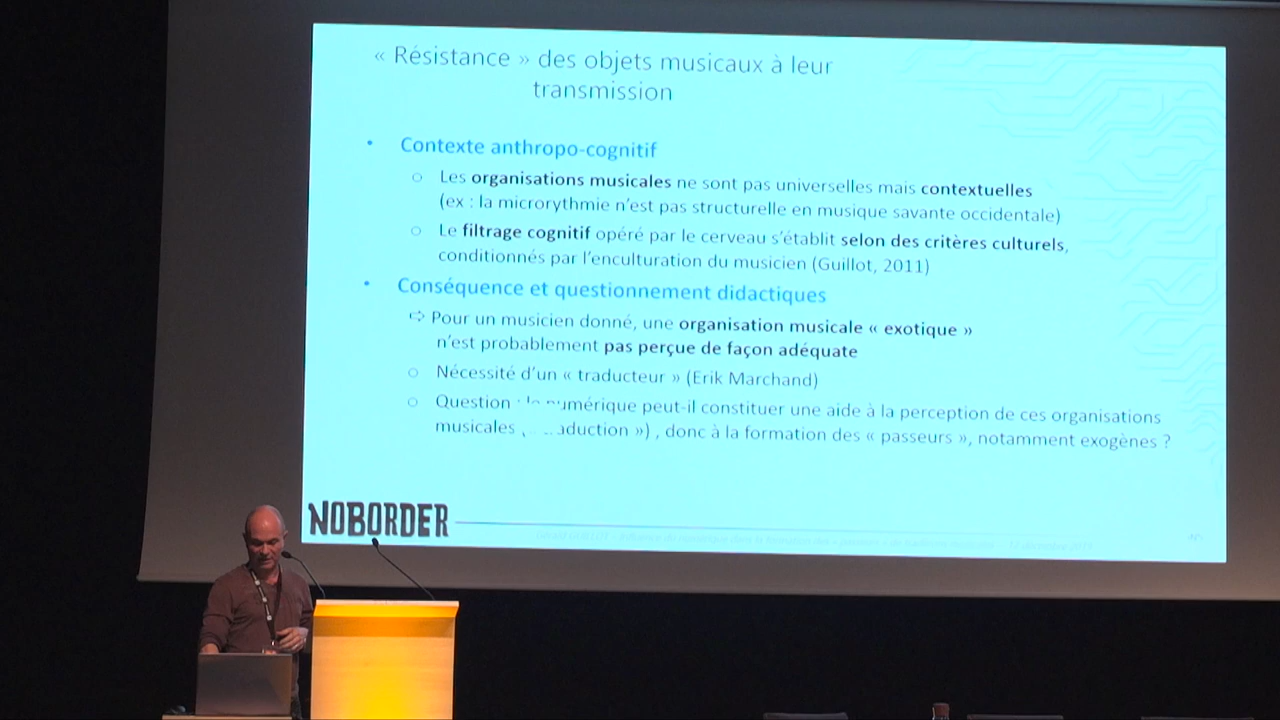 « Résistance » des objets musicaux à leur
transmission
• Contexte anthropo-cognitif
○ Les organisations musicales ne sont pas universelles mais contextuelles
(ex : la microrythmie n'est pas structurelle en musique savante occidentale)
○ Le filtrage cognitif opéré par le cerveau s'établit selon des critères culturels,
conditionnés par l'enculturation du musicien (Guillot, 2011)
• Conséquence et questionnement didactiques
⇨ Pour un musicien donné, une organisation musicale « exotique »
n'est probablement pas perçue de façon adéquate
○ Nécessité d'un « traducteur » (Erik Marchand)
○ Question : le numérique peut-il constituer une aide à la perception de ces organisations
musicales aduction ») , donc à la formation des « passeurs », notamment exogènes ?
NOBORDER